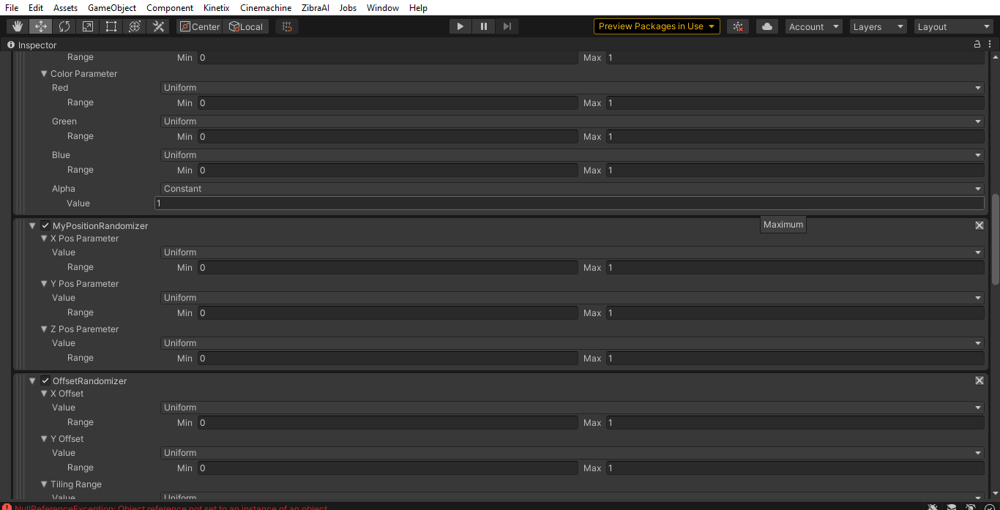 File Edit Assets GameObject Component Kinetix Cinemachine ZibraAI Jobs Window Help
Center Local Preview Packages in Use Account Layers Layout
Inspector
Range Min 0 Max 1
Color Parameter
Red Uniform
Range Min 0 Max 1
Green Uniform
Range Min 0 Max 1
Blue Uniform
Range Min 0 Max 1
Alpha Constant
Value 1
MyPositionRandomizer Maximum
X Pos Parameter
Value Uniform
Range Min 0 Max 1
Y Pos Parameter
Value Uniform
Range Min 0 Max 1
Z Pos Paremeter
Value Uniform
Range Min 0 Max 1
OffsetRandomizer
X Offset
Value Uniform
Range Min 0 Max 1
Y Offset
Value Uniform
Range Min 0 Max 1
Tiling Range
Value Uniform
NullReferenceException: Object reference not set to an instance of an object